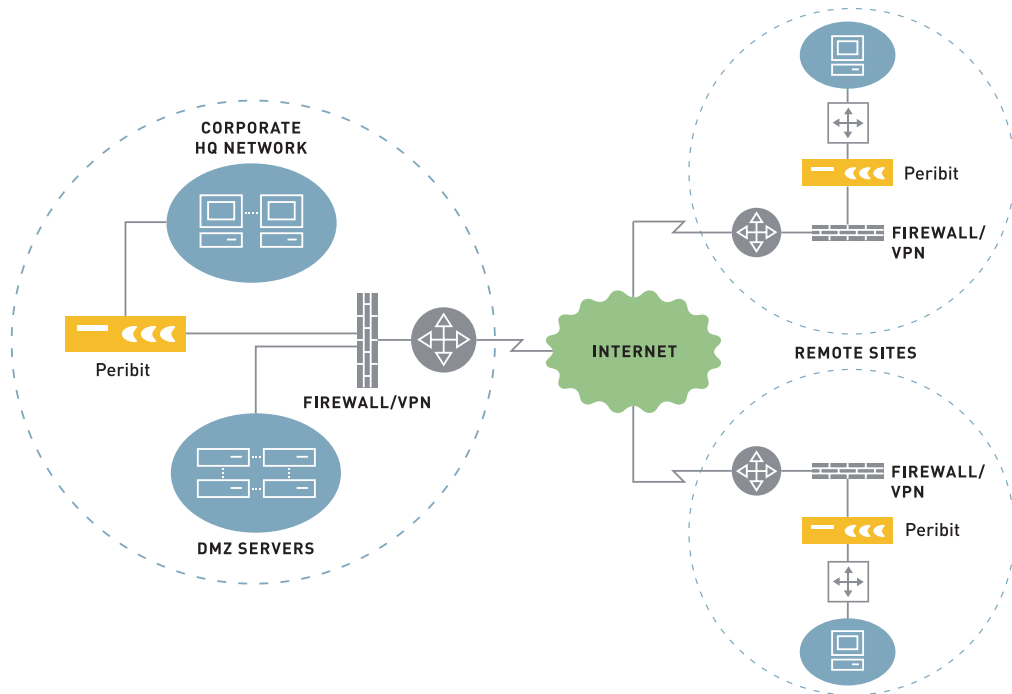 CORPORATE
HQ NETWORK
Peribit
FIREWALL/VPN
DMZ SERVERS
INTERNET
Peribit
FIREWALL/
VPN
REMOTE SITES
FIREWALL/
VPN
Peribit